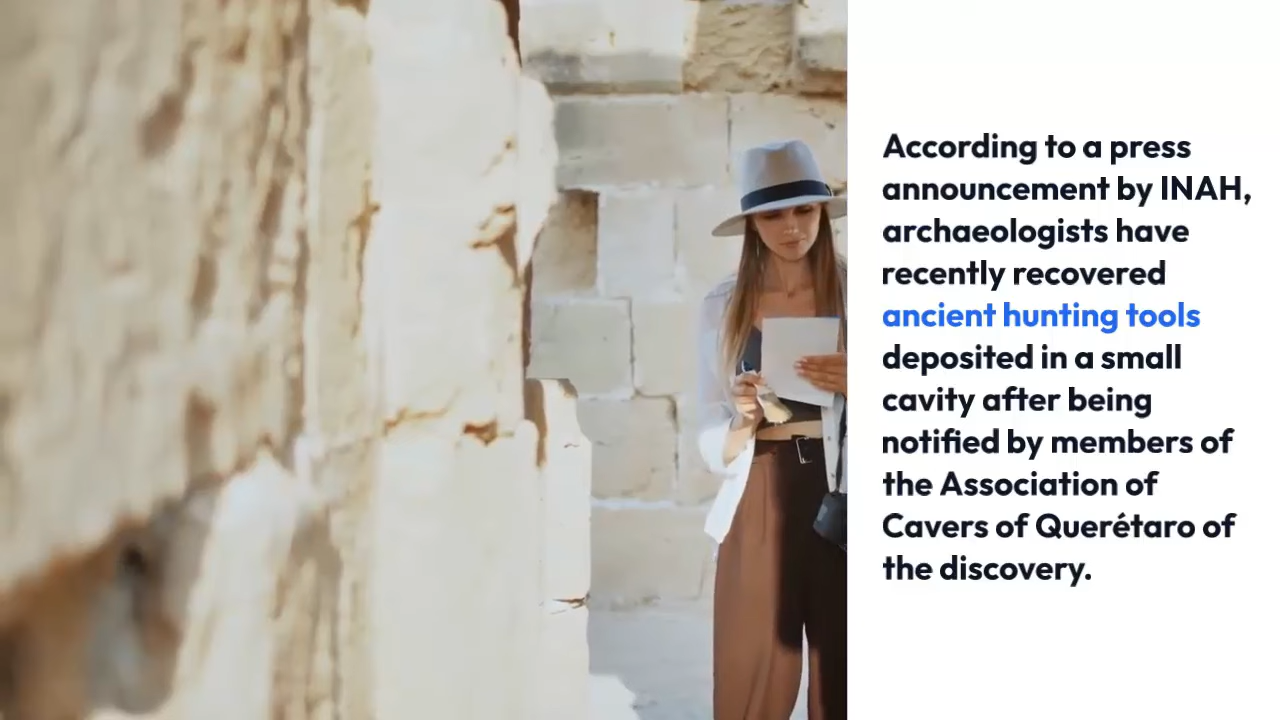 According to a press
announcement by INAH,
archaeologists have
recently recovered
ancient hunting tools
deposited in a small
cavity after being
notified by members of
the Association of
Cavers of Querétaro of
the discovery.